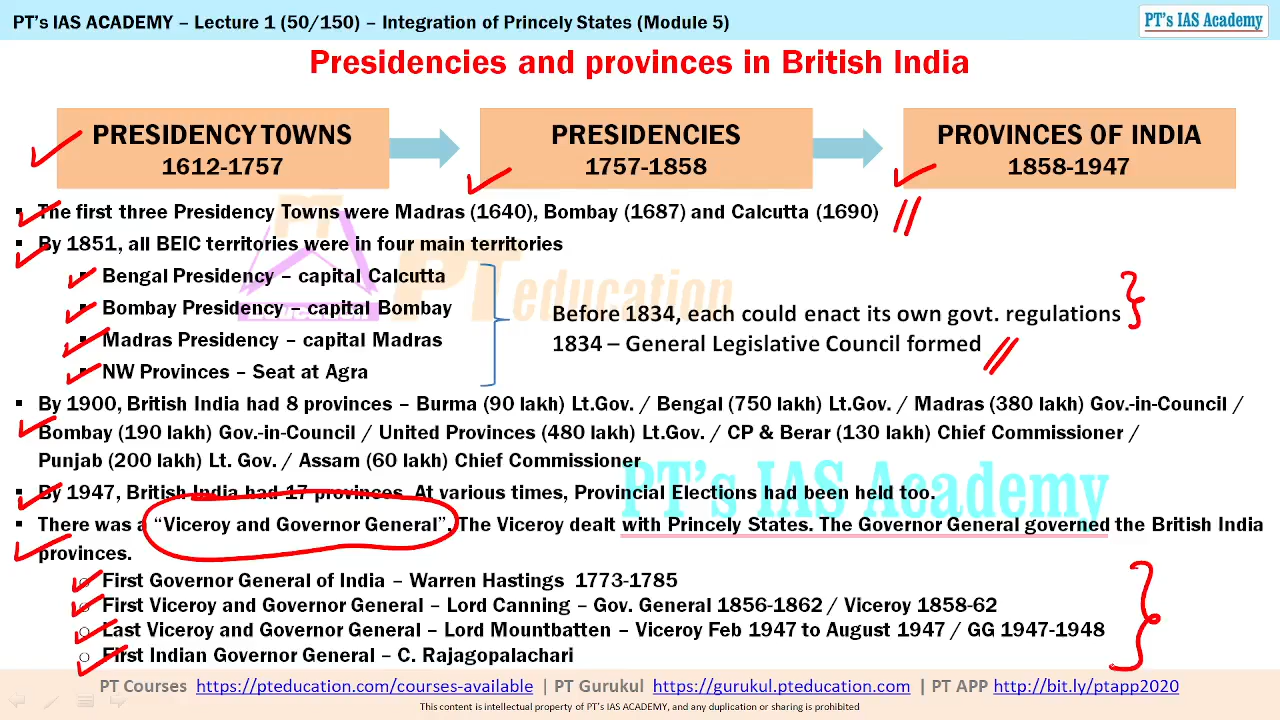 PT's IAS ACADEMY – Lecture 1 (50/150) – Integration of Princely States (Module 5)
PT's IAS Academy
Presidencies and provinces in British India
PRESIDENCY TOWNS
1612-1757
PRESIDENCIES
1757-1858
PROVINCES OF INDIA
1858-1947
▪ The first three Presidency Towns were Madras (1640), Bombay (1687) and Calcutta (1690)
▪ By 1851, all BEIC territories were in four main territories
▪ Bengal Presidency – capital Calcutta
▪ Bombay Presidency – capital Bombay
▪ Madras Presidency – capital Madras
▪ NW Provinces – Seat at Agra
Before 1834, each could enact its own govt. regulations
1834 – General Legislative Council formed
▪ By 1900, British India had 8 provinces – Burma (90 lakh) Lt.Gov. / Bengal (750 lakh) Lt.Gov. / Madras (380 lakh) Gov.-in-Council /
Bombay (190 lakh) Gov.-in-Council / United Provinces (480 lakh) Lt.Gov. / CP & Berar (130 lakh) Chief Commissioner /
Punjab (200 lakh) Lt. Gov. / Assam (60 lakh) Chief Commissioner
▪ By 1947, British India had 17 provinces. At various times, Provincial Elections had been held too.
▪ There was a “Viceroy and Governor General”. The Viceroy dealt with Princely States. The Governor General governed the British India
provinces.
o First Governor General of India – Warren Hastings 1773-1785
o First Viceroy and Governor General – Lord Canning – Gov. General 1856-1862 / Viceroy 1858-62
o Last Viceroy and Governor General – Lord Mountbatten – Viceroy Feb 1947 to August 1947 / GG 1947-1948
o First Indian Governor General – C. Rajagopalachari
PT
PT education
PT's IAS Academy
PT Courses https://pteducation.com/courses-available | PT Gurukul https://gurukul.pteducation.com | PT APP http://bit.ly/ptapp2020
This content is intellectual property of PT's IAS ACADEMY, and any duplication or sharing is prohibited